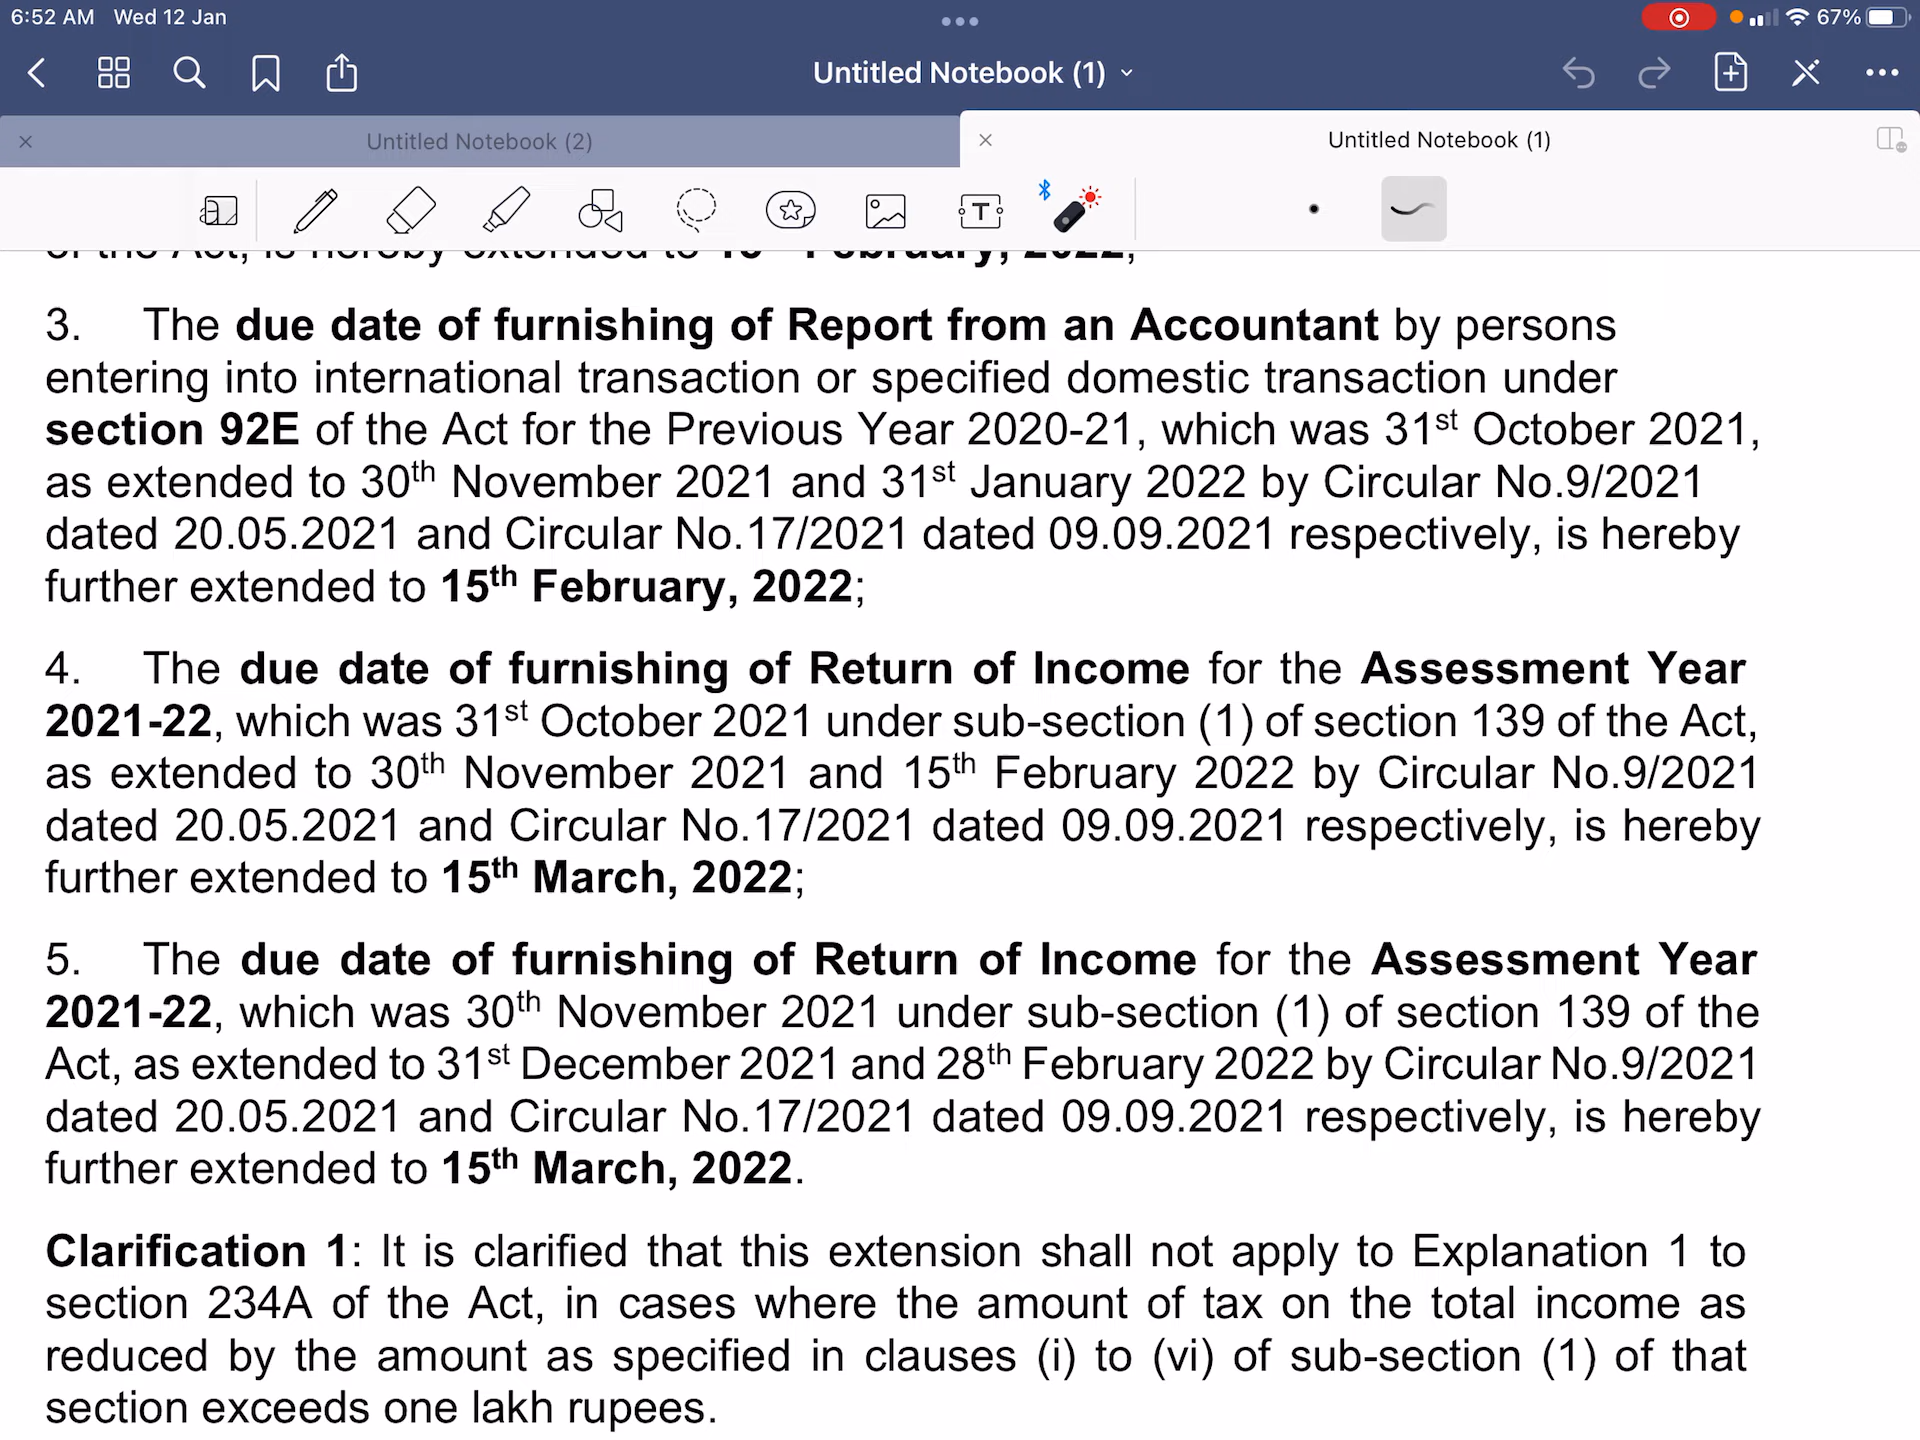 6:52 AM Wed 12 Jan
67%
Untitled Notebook (1)
Untitled Notebook (2)
Untitled Notebook (1)
T
of the Act, is hereby extended to February, 2022;
3. The due date of furnishing of Report from an Accountant by persons
entering into international transaction or specified domestic transaction under
section 92E of the Act for the Previous Year 2020-21, which was 31st October 2021,
as extended to 30th November 2021 and 31st January 2022 by Circular No.9/2021
dated 20.05.2021 and Circular No.17/2021 dated 09.09.2021 respectively, is hereby
further extended to 15th February, 2022;
4. The due date of furnishing of Return of Income for the Assessment Year
2021-22, which was 31st October 2021 under sub-section (1) of section 139 of the Act,
as extended to 30th November 2021 and 15th February 2022 by Circular No.9/2021
dated 20.05.2021 and Circular No.17/2021 dated 09.09.2021 respectively, is hereby
further extended to 15th March, 2022;
5. The due date of furnishing of Return of Income for the Assessment Year
2021-22, which was 30th November 2021 under sub-section (1) of section 139 of the
Act, as extended to 31st December 2021 and 28th February 2022 by Circular No.9/2021
dated 20.05.2021 and Circular No.17/2021 dated 09.09.2021 respectively, is hereby
further extended to 15th March, 2022.
Clarification 1: It is clarified that this extension shall not apply to Explanation 1 to
section 234A of the Act, in cases where the amount of tax on the total income as
reduced by the amount as specified in clauses (i) to (vi) of sub-section (1) of that
section exceeds one lakh rupees.